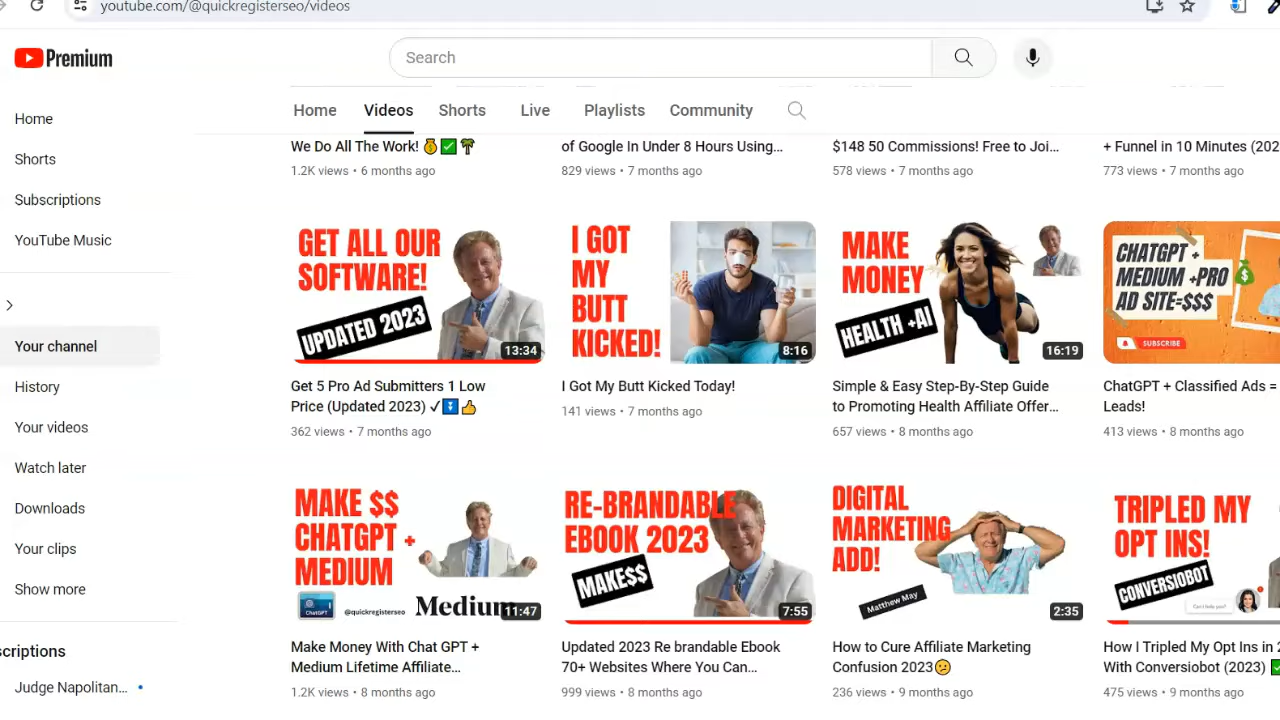 youtube.com/@quickregisterseo/videos
Premium
Search
Home
Videos
Shorts
Live
Playlists
Community
Home
Shorts
Subscriptions
YouTube Music
Your channel
History
Your videos
Watch later
Downloads
Your clips
Show more
scriptions
Judge Napolitan... •
We Do All The Work! 💰✅🌴
1.2K views • 6 months ago
of Google In Under 8 Hours Using...
829 views • 7 months ago
$148 50 Commissions! Free to Joi...
578 views • 7 months ago
+ Funnel in 10 Minutes (202
773 views • 7 months ago
GET ALL OUR
SOFTWARE!
UPDATED 2023
13:34
Get 5 Pro Ad Submitters 1 Low
Price (Updated 2023) ✓⏬👍
362 views • 7 months ago
I GOT
MY
BUTT
KICKED!
8:16
I Got My Butt Kicked Today!
141 views • 7 months ago
MAKE
MONEY
HEALTH +AI
16:19
Simple & Easy Step-By-Step Guide
to Promoting Health Affiliate Offer...
657 views • 8 months ago
CHATGPT +
MEDIUM +PRO
AD SITE=$$$
SUBSCRIBE
ChatGPT + Classified Ads =
Leads!
413 views • 8 months ago
MAKE $$
CHATGPT +
MEDIUM
ChatGPT
@quickregisterseo
Medium
11:47
Make Money With Chat GPT +
Medium Lifetime Affiliate...
1.2K views • 8 months ago
RE-BRANDABLE
EBOOK 2023
MAKE$$
7:55
Updated 2023 Re brandable Ebook
70+ Websites Where You Can...
999 views • 8 months ago
DIGITAL
MARKETING
ADD!
Matthew May
2:35
How to Cure Affiliate Marketing
Confusion 2023😕
236 views • 9 months ago
TRIPLED MY
OPT INS!
CONVERSIOBOT
Can I help you?
How I Tripled My Opt Ins in 2
With Conversiobot (2023) ✅
475 views • 9 months ago